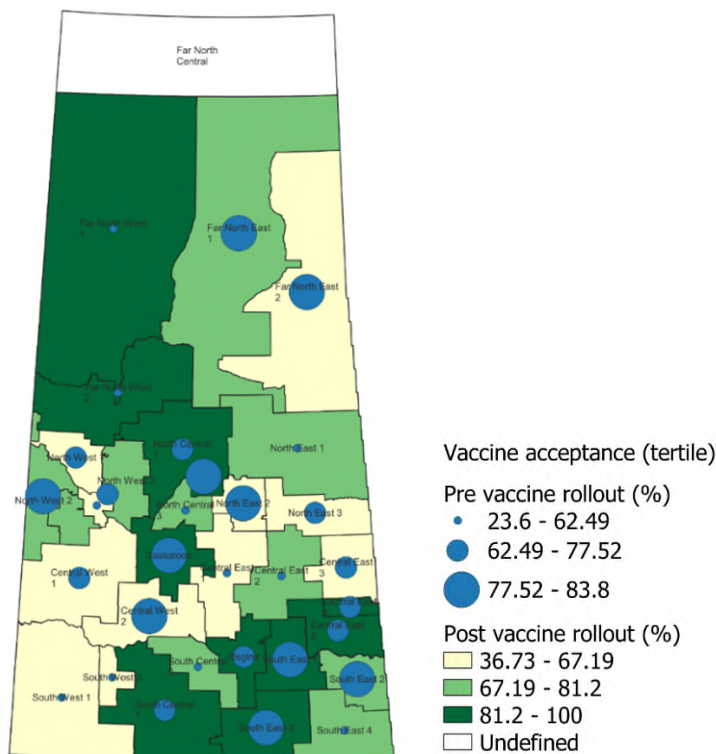 Far North
Central
Far North West
1
Far North East
1
Far North East
2
Far North West
2
North Central
1
North East 1
North West 1
North West 3
North West 2
North Central
3
North East 2
North East 3
Saskatoon
Central West
1
Central East
Central East
2
Central East
3
Central West
2
Central East
Central East
South Central
Regina
South East
South East 2
South West
South West 1
South Central
South East 3
South East 4
Vaccine acceptance (tertile)
Pre vaccine rollout (%)
23.6 - 62.49
62.49 - 77.52
77.52 - 83.8
Post vaccine rollout (%)
36.73 - 67.19
67.19 - 81.2
81.2 - 100
Undefined